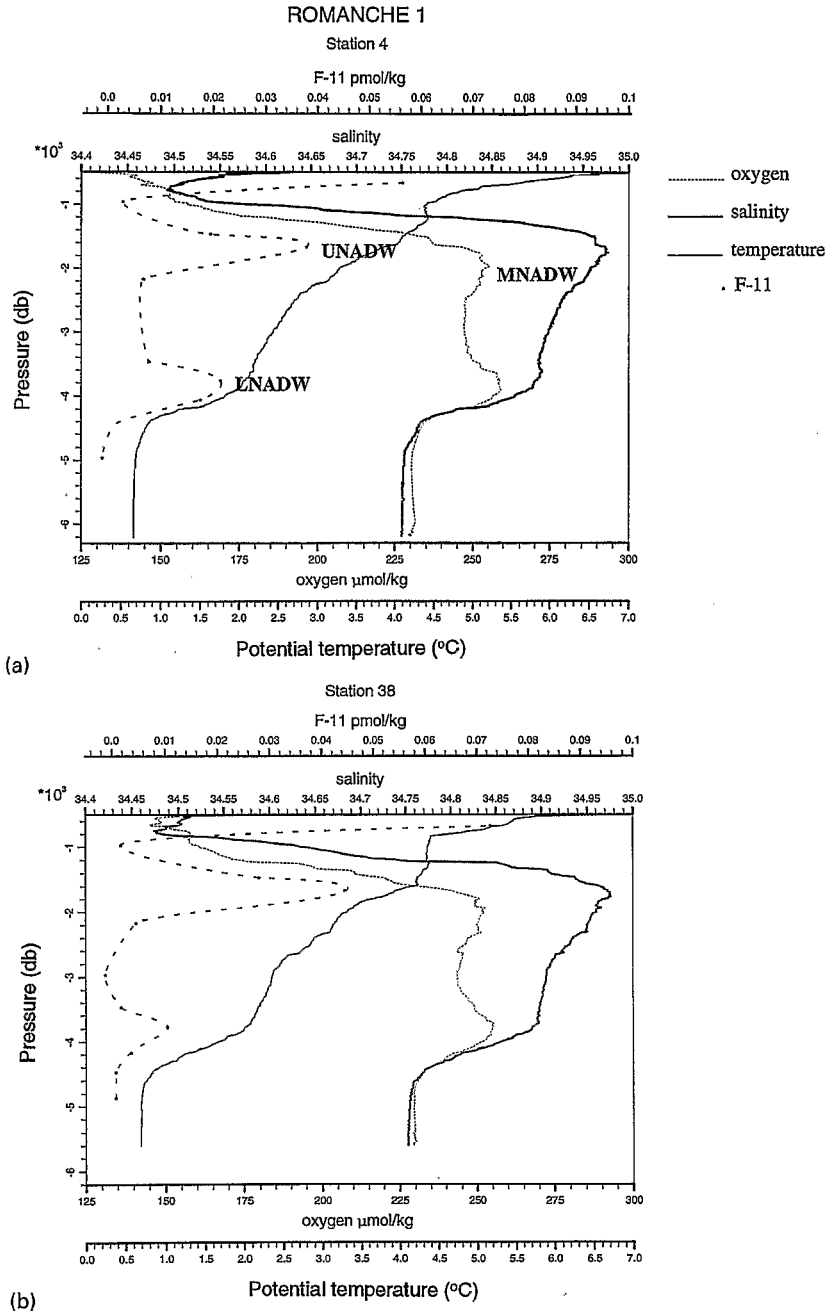 ROMANCHE 1
Station 4
F-11 pmol/kg
0.0 0.01 0.02 0.03 0.04 0.05 0.06 0.07 0.08 0.09 0.1
salinity
*10³
34.4 34.45 34.5 34.55 34.6 34.65 34.7 34.75 34.8 34.85 34.9 34.95 35.0
oxygen
salinity
temperature
F-11
UNADW
MNADW
LNADW
Pressure (db)
-1
-2
-3
-4
-5
-6
125 150 175 200 225 250 275 300
oxygen μmol/kg
0.0 0.5 1.0 1.5 2.0 2.5 3.0 3.5 4.0 4.5 5.0 5.5 6.0 6.5 7.0
Potential temperature (°C)
(a)
Station 38
F-11 pmol/kg
0.0 0.01 0.02 0.03 0.04 0.05 0.06 0.07 0.08 0.09 0.1
salinity
*10³
34.4 34.45 34.5 34.55 34.6 34.65 34.7 34.75 34.8 34.85 34.9 34.95 35.0
Pressure (db)
-1
-2
-3
-4
-5
-6
125 150 175 200 225 250 275 300
oxygen μmol/kg
0.0 0.5 1.0 1.5 2.0 2.5 3.0 3.5 4.0 4.5 5.0 5.5 6.0 6.5 7.0
Potential temperature (°C)
(b)